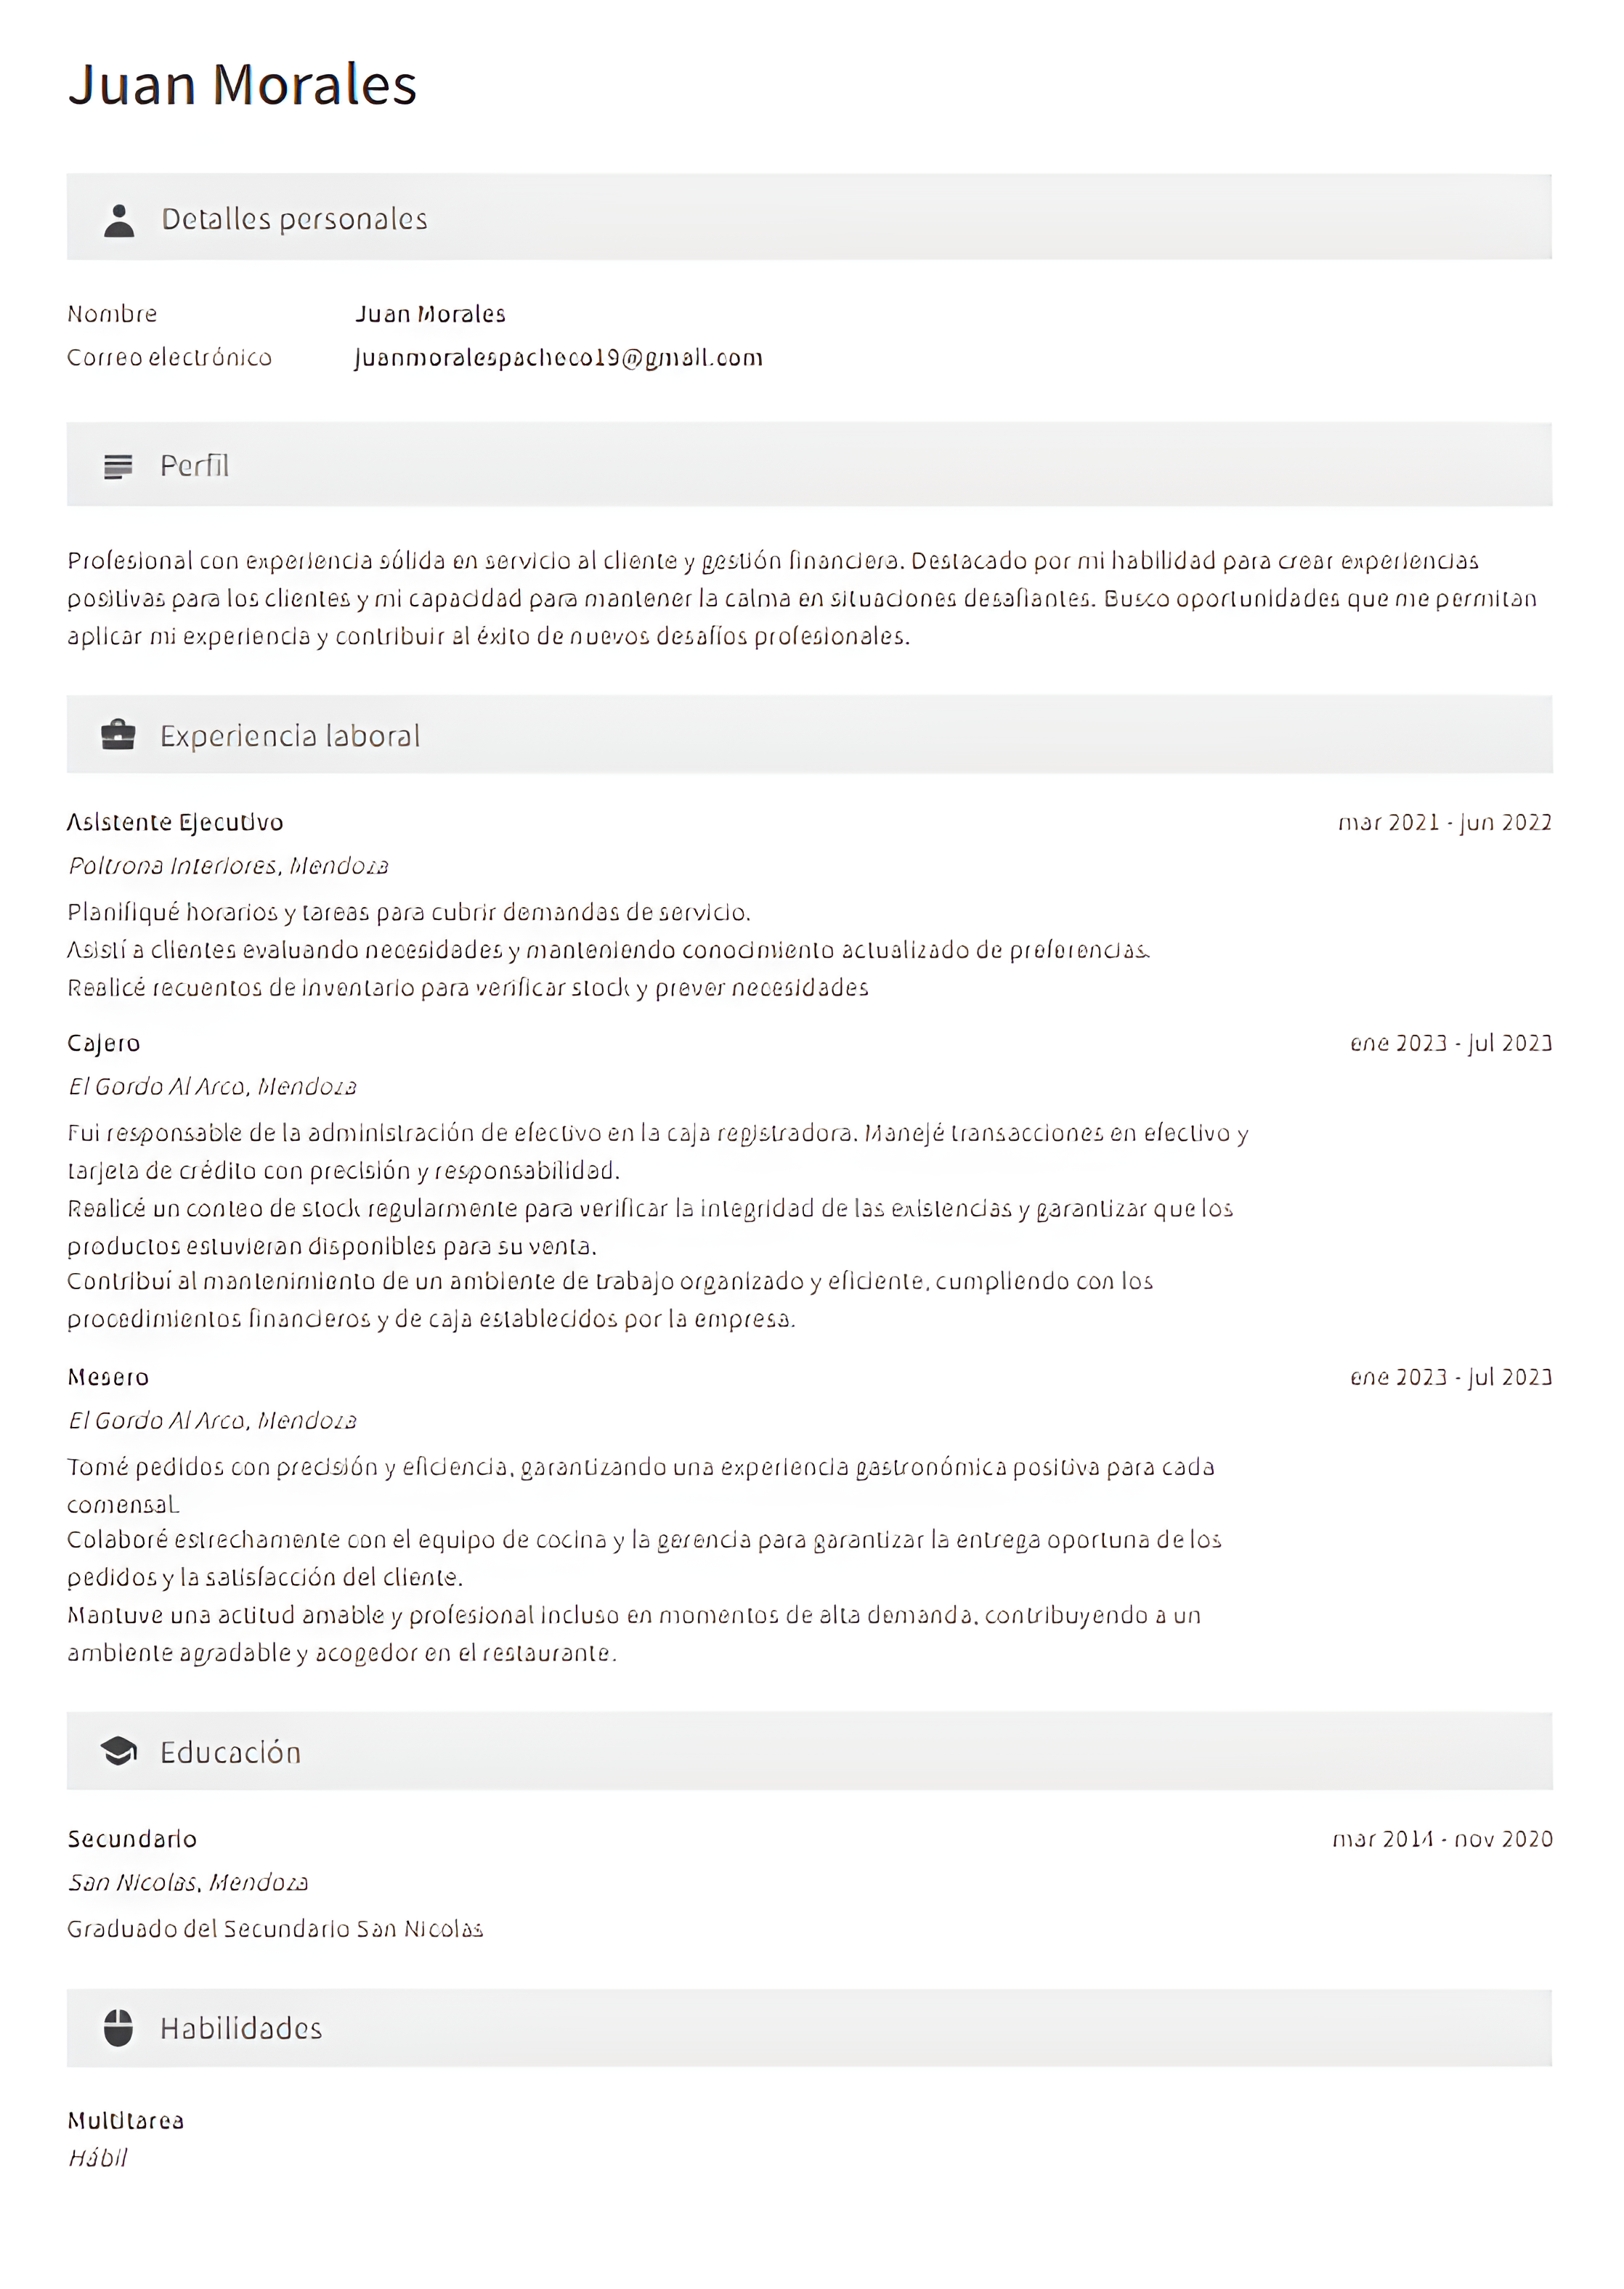 Juan Morales
Detalles personales
Nombre Juan Morales
Correo electrónico juanmoralespacheco19@gmail.com
Perfil
Profesional con experiencia sólida en servicio al cliente y gestión financiera. Destacado por mi habilidad para crear experiencias
positivas para los clientes y mi capacidad para mantener la calma en situaciones desafiantes. Busco oportunidades que me permitan
aplicar mi experiencia y contribuir al éxito de nuevos desafíos profesionales.
Experiencia laboral
Asistente Ejecutivo mar 2021 - jun 2022
Poltrona Interiores, Mendoza
Planifiqué horarios y tareas para cubrir demandas de servicio.
Asistí a clientes evaluando necesidades y manteniendo conocimiento actualizado de preferencias.
Realicé recuentos de inventario para verificar stock y prever necesidades
Cajero ene 2023 - jul 2023
El Gordo Al Arco, Mendoza
Fui responsable de la administración de efectivo en la caja registradora. Manejé transacciones en efectivo y
tarjeta de crédito con precisión y responsabilidad.
Realicé un conteo de stock regularmente para verificar la integridad de las existencias y garantizar que los
productos estuvieran disponibles para su venta.
Contribuí al mantenimiento de un ambiente de trabajo organizado y eficiente, cumpliendo con los
procedimientos financieros y de caja establecidos por la empresa.
Mesero ene 2023 - jul 2023
El Gordo Al Arco, Mendoza
Tomé pedidos con precisión y eficiencia, garantizando una experiencia gastronómica positiva para cada
comensal.
Colaboré estrechamente con el equipo de cocina y la gerencia para garantizar la entrega oportuna de los
pedidos y la satisfacción del cliente.
Mantuve una actitud amable y profesional incluso en momentos de alta demanda, contribuyendo a un
ambiente agradable y acogedor en el restaurante.
Educación
Secundario mar 2014 - nov 2020
San Nicolas, Mendoza
Graduado del Secundario San Nicolas
Habilidades
Multitarea
Hábil